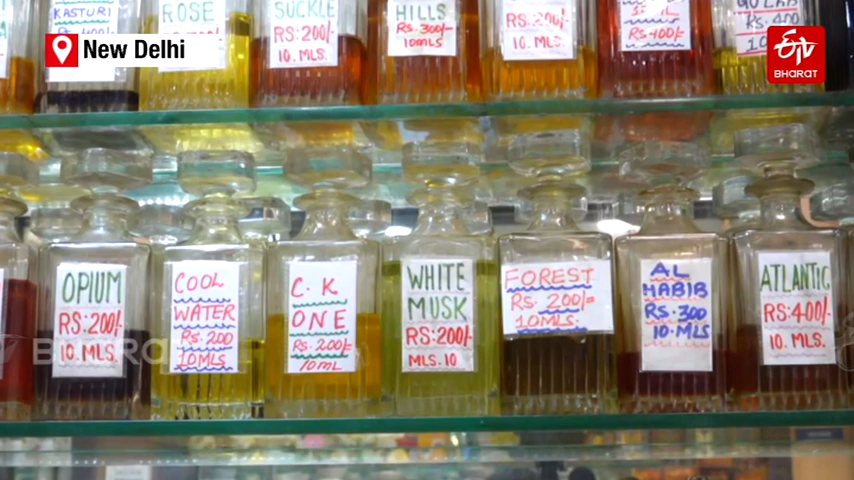 New Delhi
ETV
BHARAT
KASTURI
ROSE
SUCKLE
RS:200/-
10. MLS.
HILLS
RS:300/-
10MLS
RS:200/-
10. MLS.
RS:400/-
RS.400
OPIUM
RS:200/-
10. MLS.
COOL
WATER
RS.200
10MLS
C.K
ONE
RS.200/-
10ML
WHITE
MUSK
RS:200/-
MLS.10
FOREST
RS. 200/=
10MLS.
AL
HABIB
RS.300
10·MLS
ATLANTIC
RS:400/-
10. MLS.
BHARAT